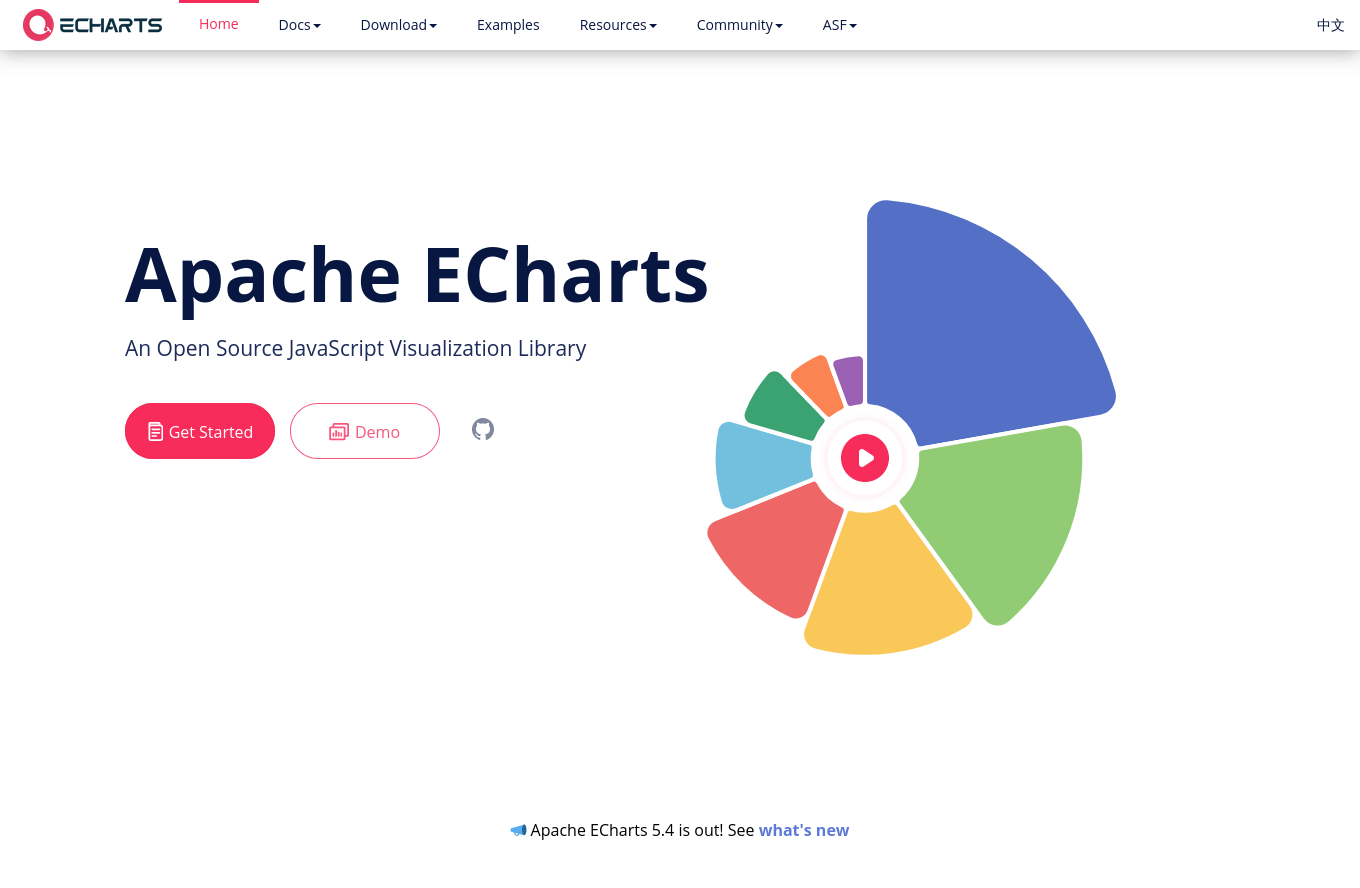 ECHARTS Home Docs Download Examples Resources Community ASF 中文
Apache ECharts
An Open Source JavaScript Visualization Library
Get Started Demo
Apache ECharts 5.4 is out! See what's new